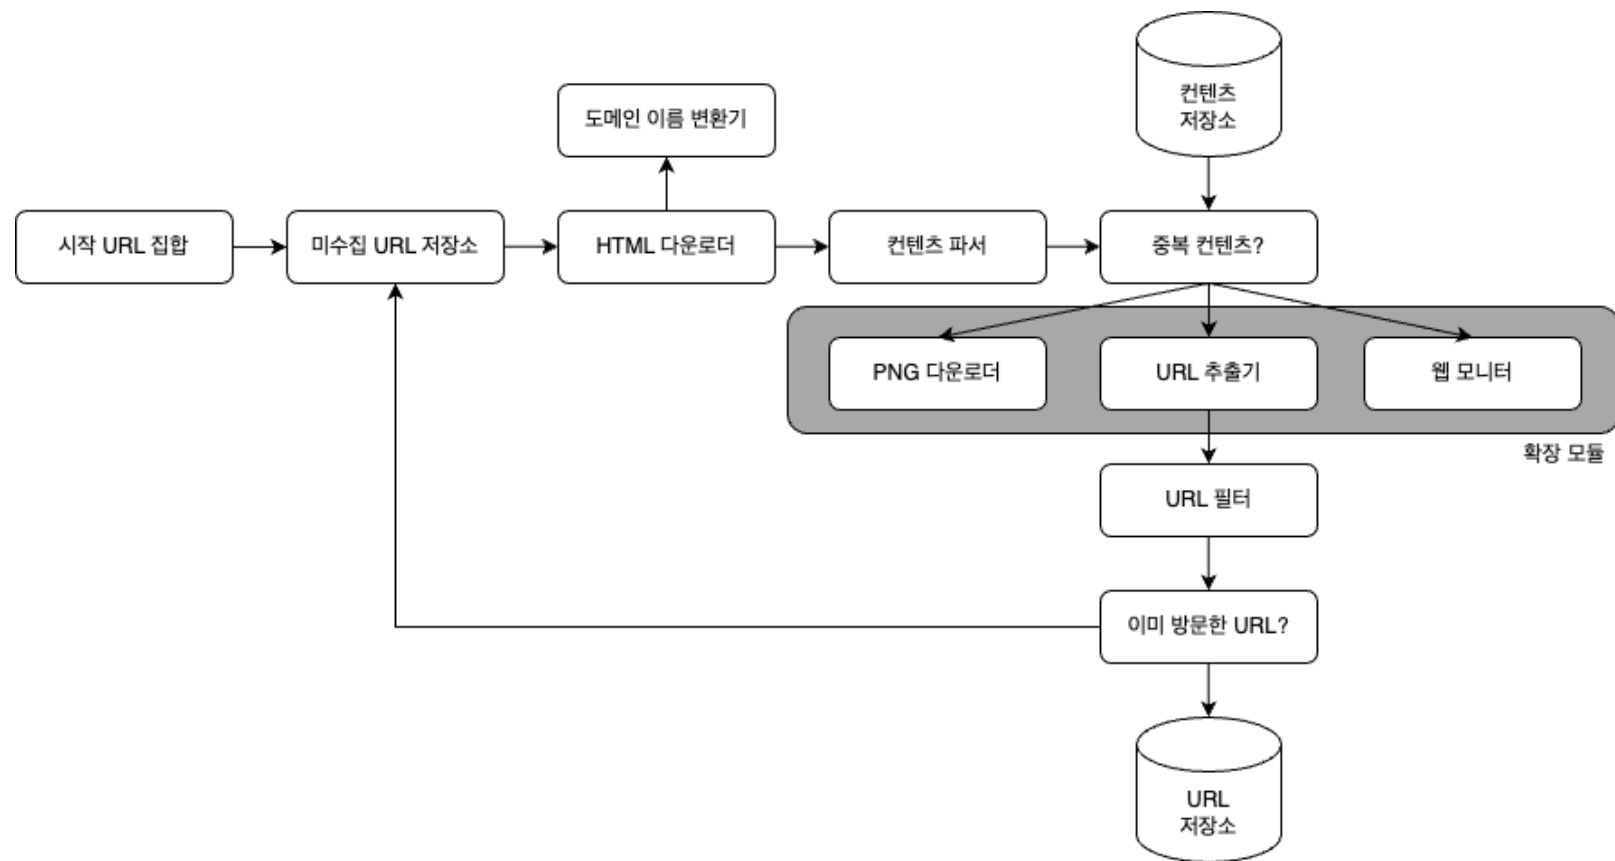 컨텐츠
저장소
도메인 이름 변환기
시작 URL 집합
미수집 URL 저장소
HTML 다운로더
컨텐츠 파서
중복 컨텐츠?
PNG 다운로더
URL 추출기
웹 모니터
확장 모듈
URL 필터
이미 방문한 URL?
URL
저장소